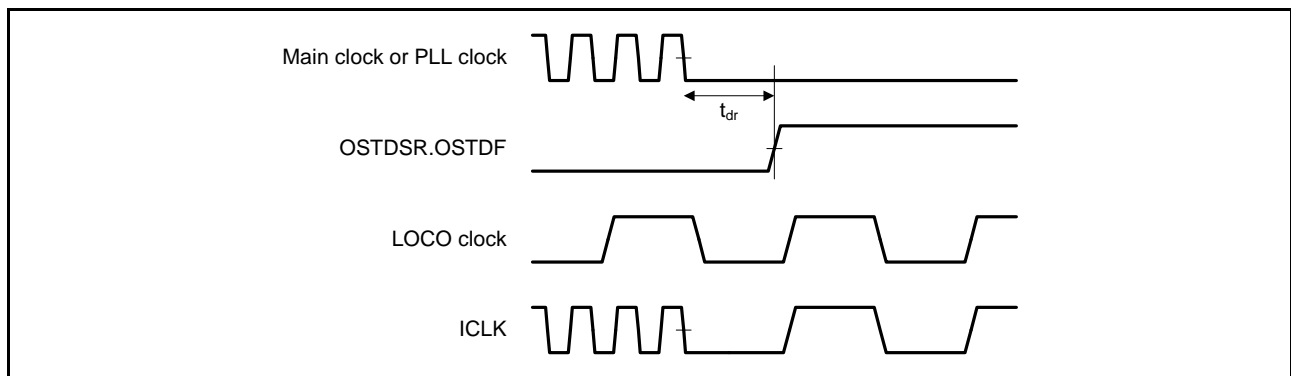 Main clock or PLL clock
tdr
OSTDSR.OSTDF
LOCO clock
ICLK